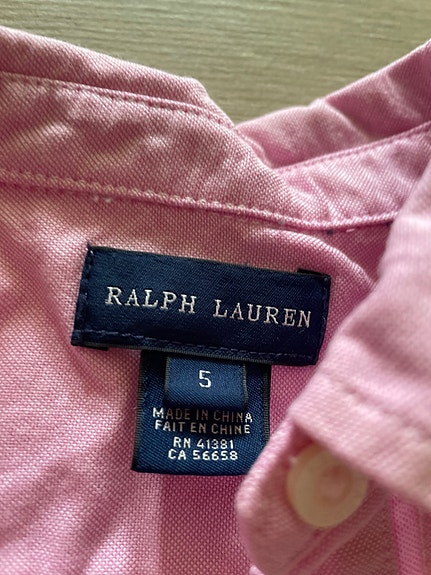 RALPH LAUREN
5
MADE IN CHINA
FAIT EN CHINE
RN 41381
CA 56658